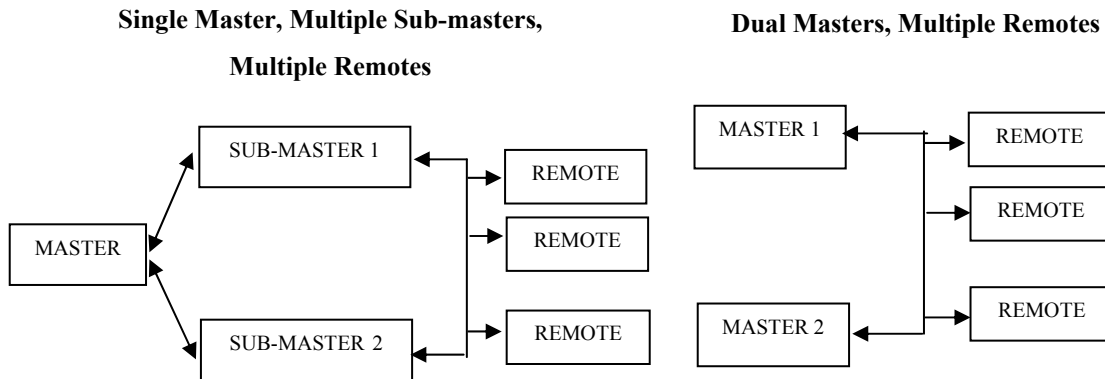 Single Master, Multiple Sub-masters,
Multiple Remotes
SUB-MASTER 1
REMOTE
REMOTE
MASTER
REMOTE
SUB-MASTER 2
Dual Masters, Multiple Remotes
MASTER 1
REMOTE
REMOTE
REMOTE
MASTER 2